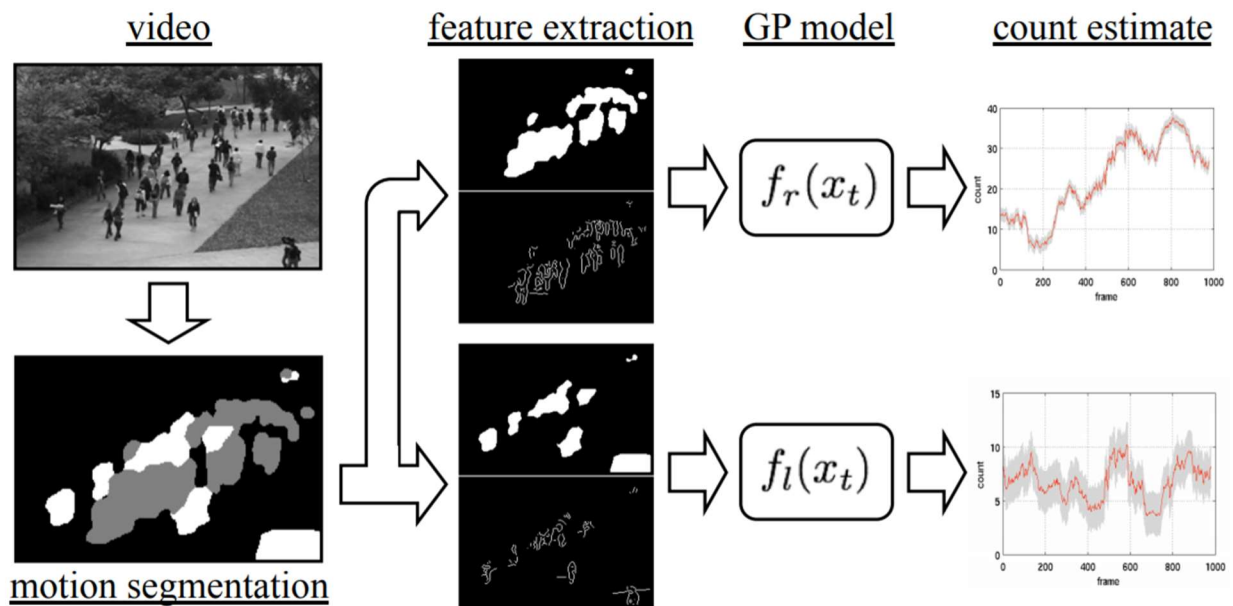 video
feature extraction
GP model
count estimate
motion segmentation
f_r(x_t)
f_l(x_t)
40
30
20
10
0
count
0 200 400 600 800 1000
frame
15
10
5
0
count
0 200 400 600 800 1000
frame